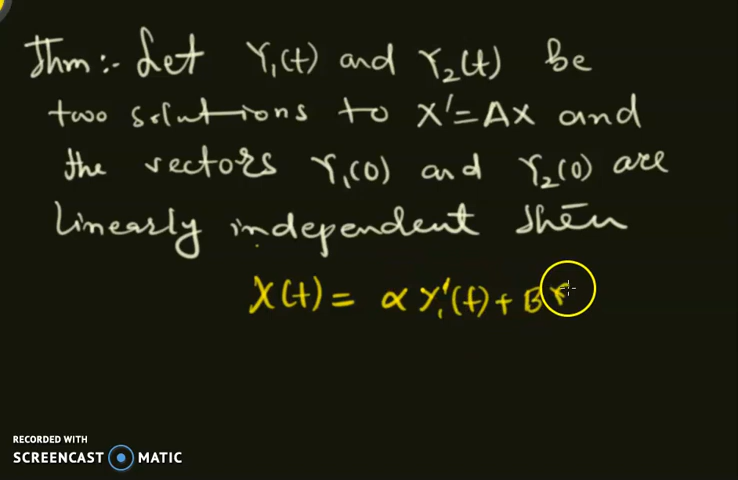 Thm:- Let Y₁(t) and Y₂(t) be
two solutions to X'=AX and
the vectors Y₁(0) and Y₂(0) are
Linearly independent then
X(t) = α Y₁'(t) + β Y
RECORDED WITH
SCREENCAST MATIC